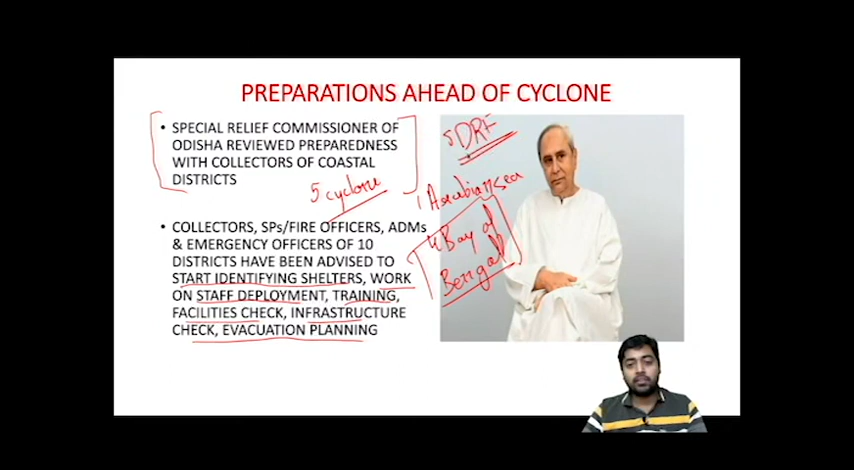 PREPARATIONS AHEAD OF CYCLONE
• SPECIAL RELIEF COMMISSIONER OF
ODISHA REVIEWED PREPAREDNESS
WITH COLLECTORS OF COASTAL
DISTRICTS
5 cyclone
• COLLECTORS, SPs/FIRE OFFICERS, ADMs
& EMERGENCY OFFICERS OF 10
DISTRICTS HAVE BEEN ADVISED TO
START IDENTIFYING SHELTERS, WORK
ON STAFF DEPLOYMENT, TRAINING,
FACILITIES CHECK, INFRASTRUCTURE
CHECK, EVACUATION PLANNING
DRF
1 Arabian sea
4 Bay of
Bengal